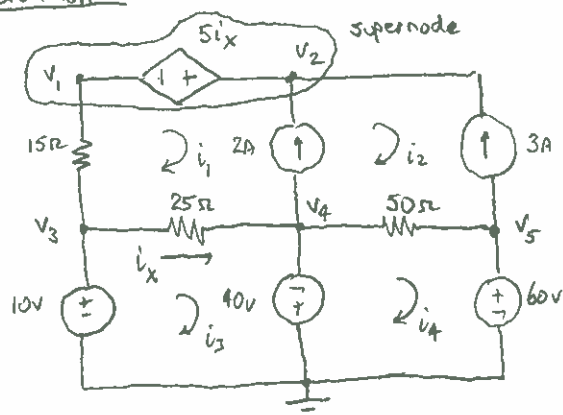 5ix
supernode
V1
+
V2
15Ω
i1
2A
i2
3A
25Ω
V4
50Ω
V3
V5
ix
10V
+
-
i3
40V
-
+
i4
+
-
60V